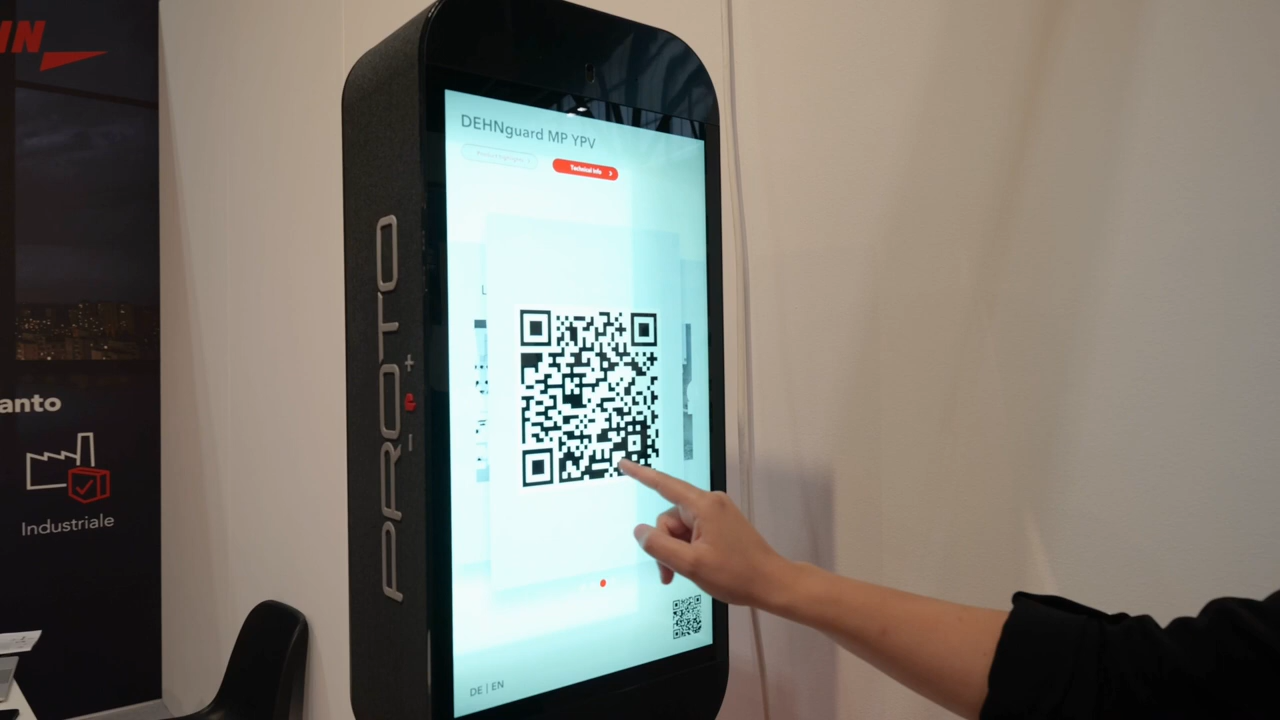 IN
DEHNguard MP YPV
Technical Info
L
PROTO
anto
Industriale
DE | EN